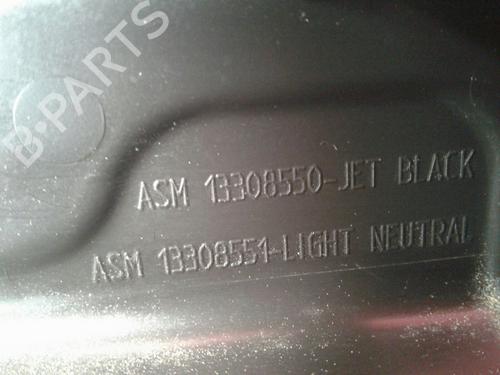 B-PARTS
ASM 13308550-JET BLACK
ASM 13308551-LIGHT NEUTRAL